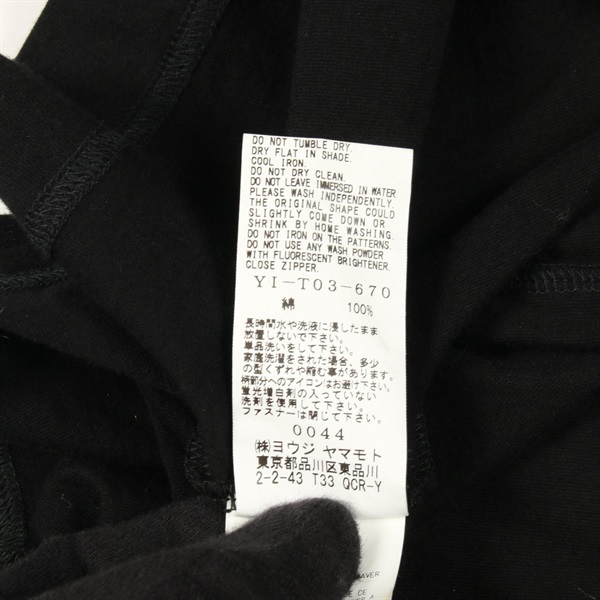 DO NOT TUMBLE DRY.
DRY FLAT IN SHADE.
COOL IRON.
DO NOT DRY CLEAN.
DO NOT LEAVE IMMERSED IN WATER.
PLEASE WASH INDEPENDENTLY.
THE ORIGINAL SHAPE COULD
SLIGHTLY COME DOWN OR
SHRINK BY HOME WASHING.
DO NOT IRON ON THE PATTERNS.
DO NOT USE ANY WASH POWDER
WITH FLUORESCENT BRIGHTENER.
CLOSE ZIPPER.
YI-T03-670
綿 100%
長時間水や洗液に浸したまま
放置しないで下さい。
単品洗いをして下さい。
家庭洗濯をされた場合、多少
の型くずれや縮む事があります。
柄部分へのアイロンはお避け下さい。
蛍光増白剤の入っていない
洗剤を使用して下さい。
ファスナーは閉じて下さい。
0044
㈱ヨウジ ヤマモト
東京都品川区東品川
2-2-43 T33 QCR-Y